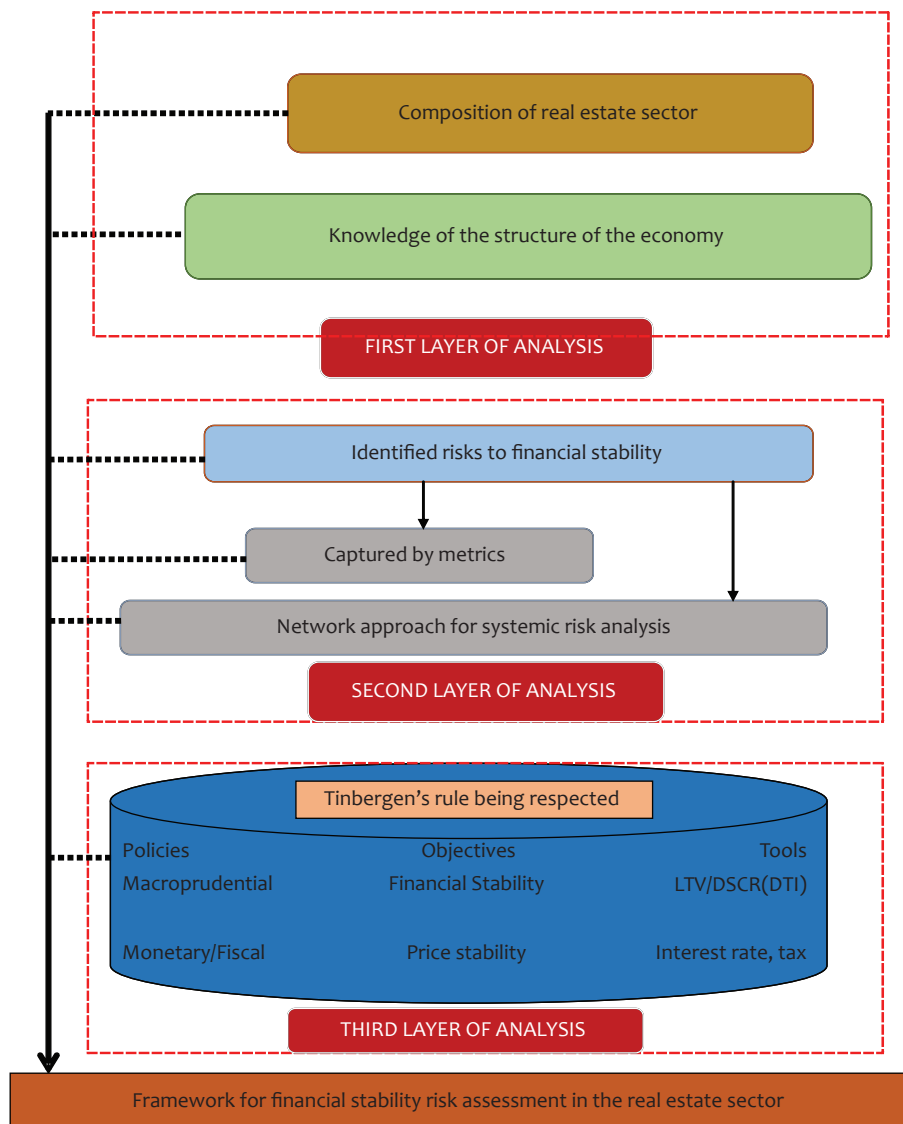 Composition of real estate sector
Knowledge of the structure of the economy
FIRST LAYER OF ANALYSIS
Identified risks to financial stability
Captured by metrics
Network approach for systemic risk analysis
SECOND LAYER OF ANALYSIS
Tinbergen’s rule being respected
Policies Objectives Tools
Macroprudential Financial Stability LTV/DSCR(DTI)
Monetary/Fiscal Price stability Interest rate, tax
THIRD LAYER OF ANALYSIS
Framework for financial stability risk assessment in the real estate sector